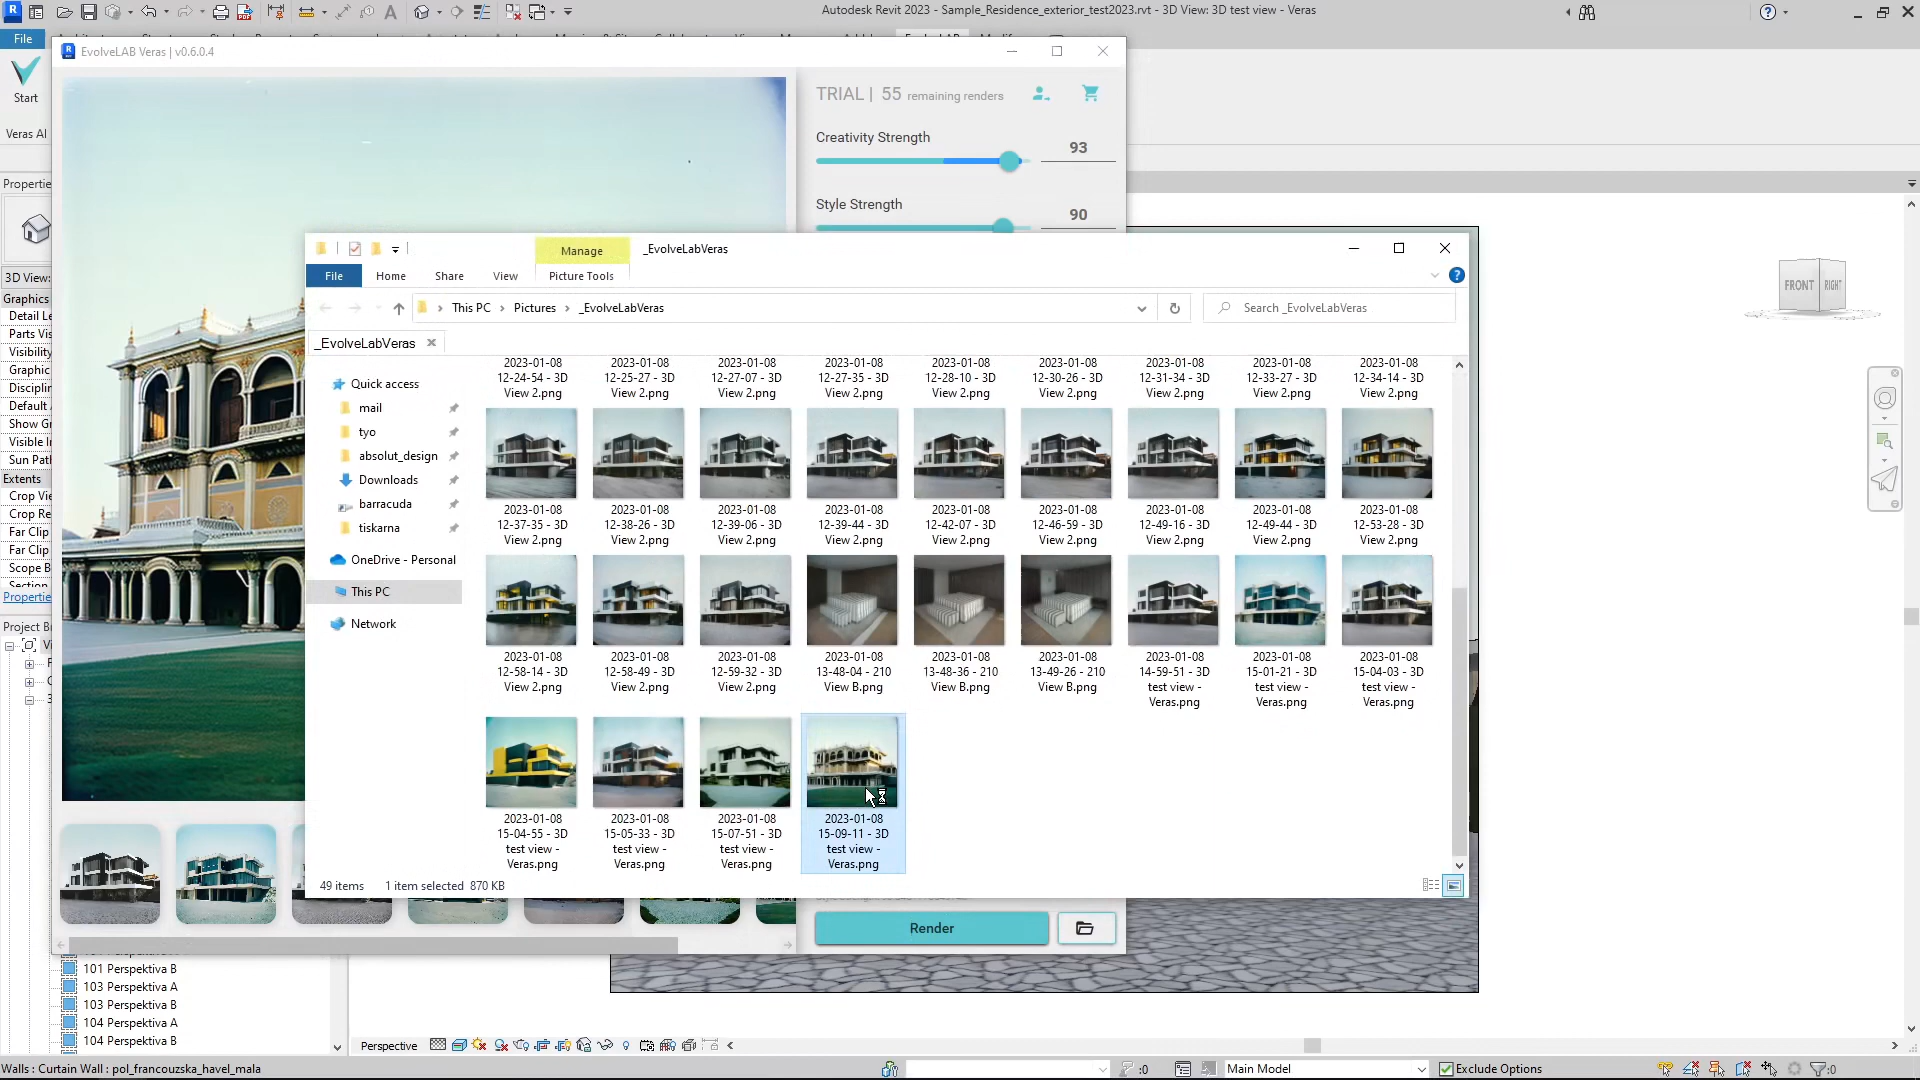 Autodesk Revit 2023 - Sample_Residence_exterior_test2023.rvt - 3D View: 3D test view - Veras
File
EvolveLAB Veras | v0.6.0.4
Start
Veras AI
TRIAL | 55 remaining renders
Creativity Strength
93
Style Strength
90
Manage
_EvolveLabVeras
File
Home
Share
View
Picture Tools
This PC
Pictures
_EvolveLabVeras
Search _EvolveLabVeras
_EvolveLabVeras
Quick access
mail
tyo
absolut_design
Downloads
barracuda
tiskarna
OneDrive - Personal
This PC
Network
2023-01-08 2023-01-08 2023-01-08 2023-01-08 2023-01-08 2023-01-08 2023-01-08 2023-01-08 2023-01-08
12-24-54 - 3D 12-25-27 - 3D 12-27-07 - 3D 12-27-35 - 3D 12-28-10 - 3D 12-30-26 - 3D 12-31-34 - 3D 12-33-27 - 3D 12-34-14 - 3D
View 2.png View 2.png View 2.png View 2.png View 2.png View 2.png View 2.png View 2.png View 2.png
2023-01-08 2023-01-08 2023-01-08 2023-01-08 2023-01-08 2023-01-08 2023-01-08 2023-01-08 2023-01-08
12-37-35 - 3D 12-38-26 - 3D 12-39-06 - 3D 12-39-44 - 3D 12-42-07 - 3D 12-46-59 - 3D 12-49-16 - 3D 12-49-44 - 3D 12-53-28 - 3D
View 2.png View 2.png View 2.png View 2.png View 2.png View 2.png View 2.png View 2.png View 2.png
2023-01-08 2023-01-08 2023-01-08 2023-01-08 2023-01-08 2023-01-08 2023-01-08 2023-01-08 2023-01-08
12-58-14 - 3D 12-58-49 - 3D 12-59-32 - 3D 13-48-04 - 210 13-48-36 - 210 13-49-26 - 210 14-59-51 - 3D 15-01-21 - 3D 15-04-03 - 3D
View 2.png View 2.png View 2.png View B.png View B.png View B.png test view - test view - test view -
Veras.png Veras.png Veras.png
2023-01-08 2023-01-08 2023-01-08 2023-01-08
15-04-55 - 3D 15-05-33 - 3D 15-07-51 - 3D 15-09-11 - 3D
test view - test view - test view - test view -
Veras.png Veras.png Veras.png Veras.png
49 items 1 item selected 870 KB
Render
3D View:
Graphics
Extents
101 Perspektiva B
103 Perspektiva A
103 Perspektiva B
104 Perspektiva A
104 Perspektiva B
FRONT RIGHT
Perspective
Walls : Curtain Wall : pol_francouzska_havel_mala
:0
Main Model
Exclude Options
:0